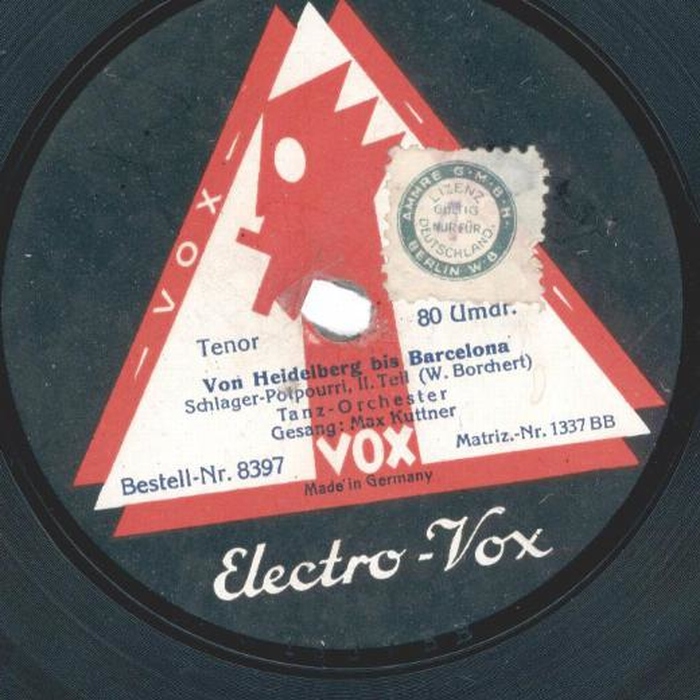 — VOX —
AMMRE G·M·B·H·
LIZENZ
GÜLTIG
NUR FÜR
DEUTSCHLAND.
BERLIN W·8
80 Umdr.
Tenor
Von Heidelberg bis Barcelona
Schlager-Potpourri, II. Teil (W. Borchert)
Tanz-Orchester
Gesang: Max Kuttner
Bestell-Nr. 8397
VOX
Matriz.-Nr. 1337 BB
Made in Germany
Electro-Vox